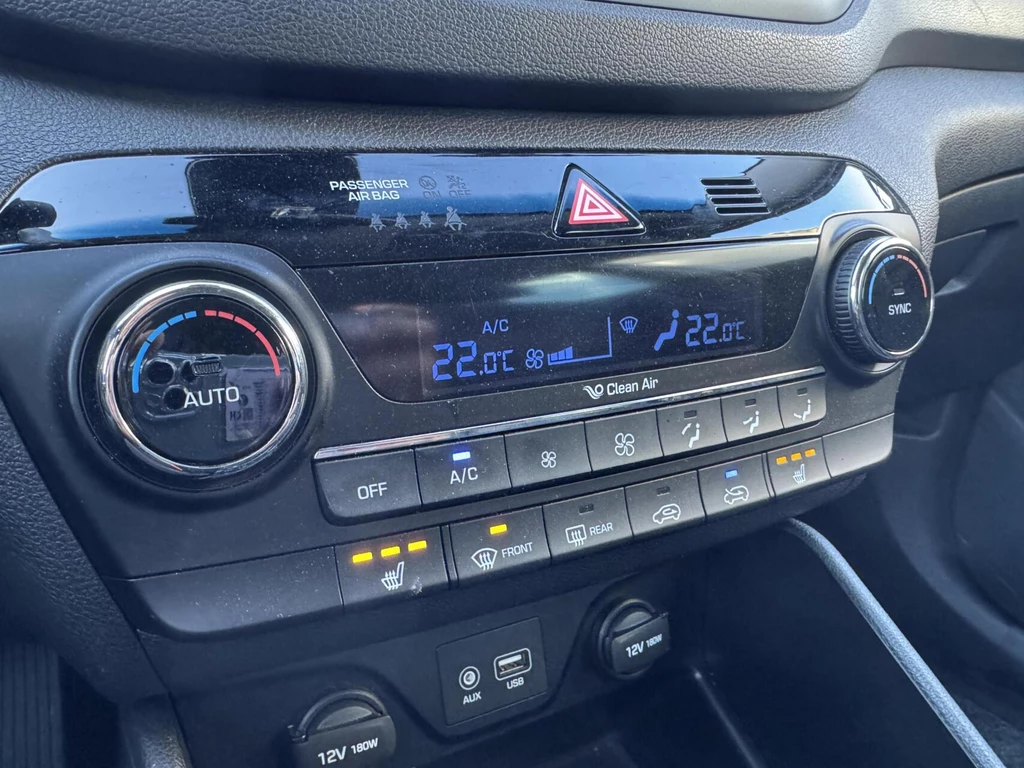 PASSENGER
AIR BAG
SYNC
A/C
22.0°C
22.0°C
Clean Air
AUTO
OFF
A/C
FRONT
REAR
AUX
USB
12V 180W
12V 180W